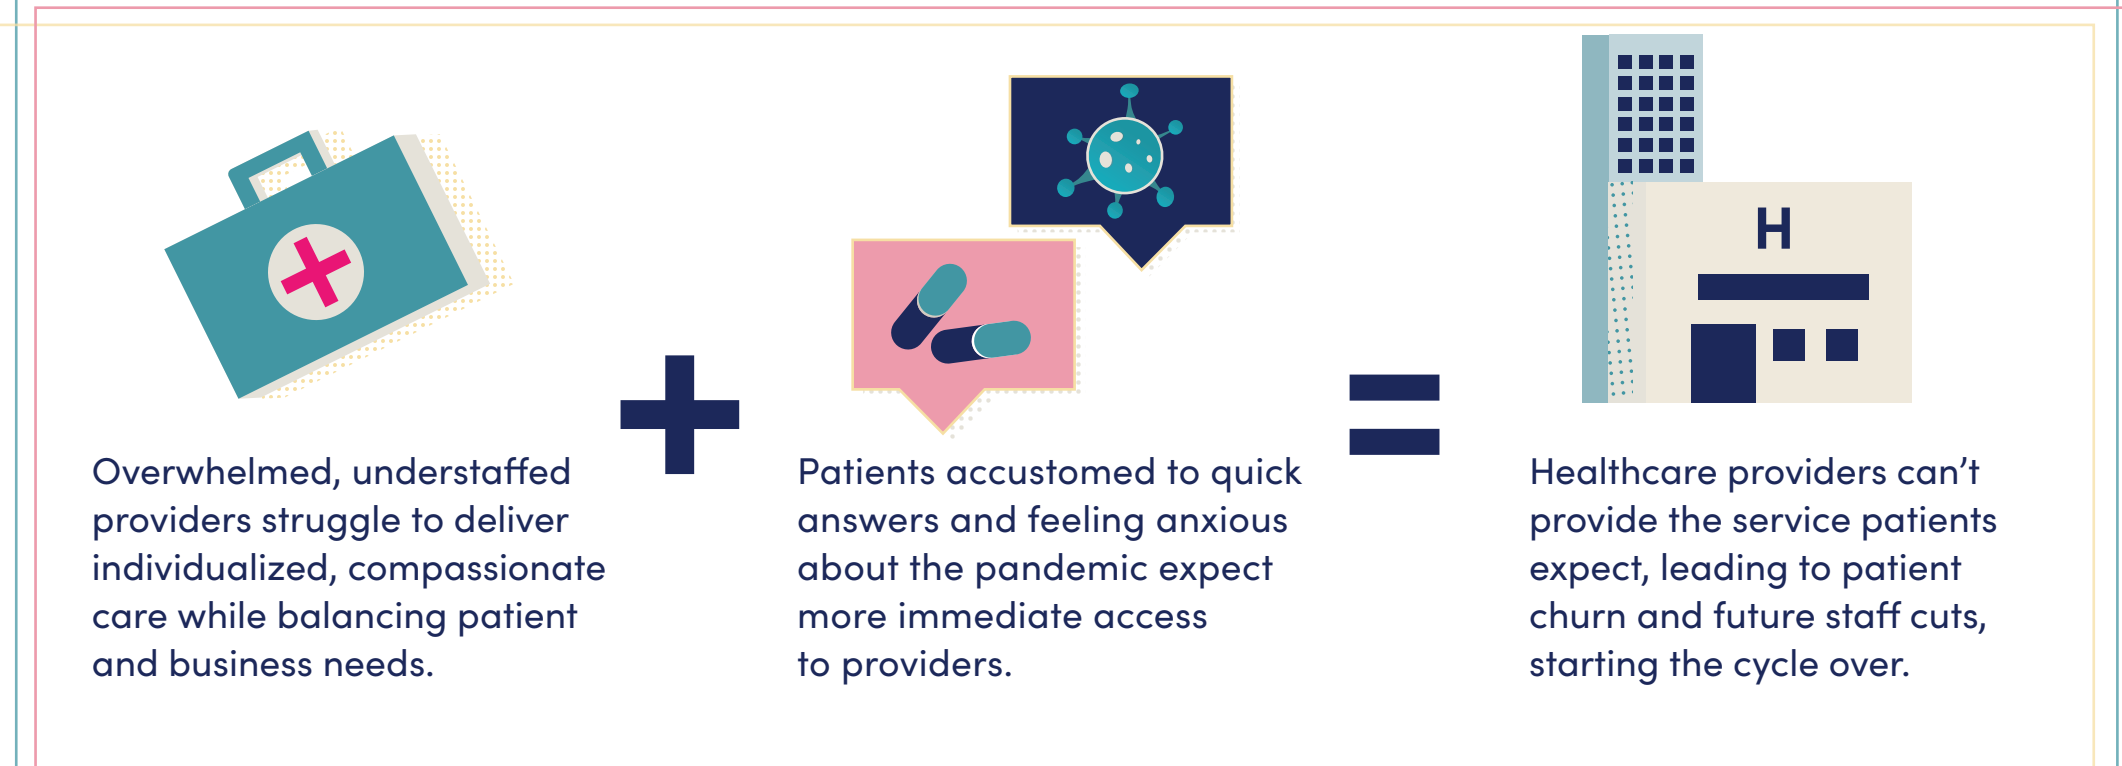 H
Overwhelmed, understaffed
providers struggle to deliver
individualized, compassionate
care while balancing patient
and business needs.
+
Patients accustomed to quick
answers and feeling anxious
about the pandemic expect
more immediate access
to providers.
=
Healthcare providers can’t
provide the service patients
expect, leading to patient
churn and future staff cuts,
starting the cycle over.